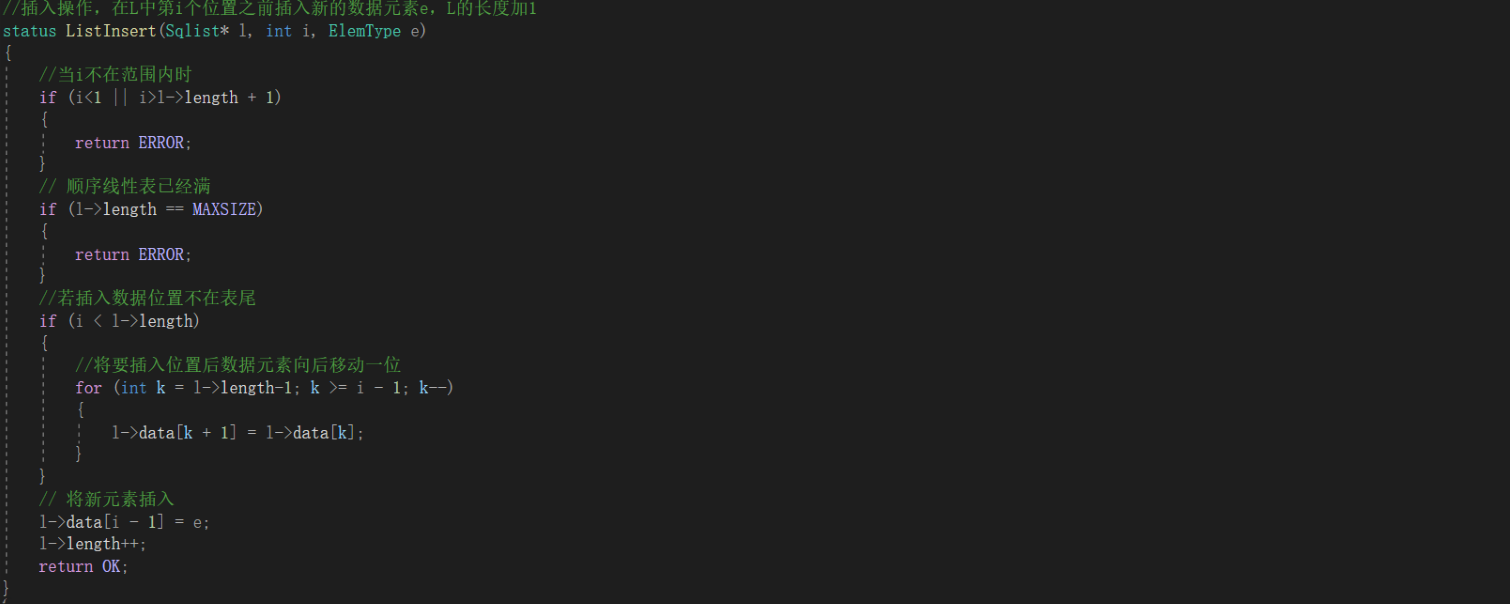 //插入操作，在L中第i个位置之前插入新的数据元素e，L的长度加1
status ListInsert(Sqlist* l, int i, ElemType e)
{
    //当i不在范围内时
    if (i<1 || i>l->length + 1)
    {
        return ERROR;
    }
    // 顺序线性表已经满
    if (l->length == MAXSIZE)
    {
        return ERROR;
    }
    //若插入数据位置不在表尾
    if (i < l->length)
    {
        //将要插入位置后数据元素向后移动一位
        for (int k = l->length-1; k >= i - 1; k--)
        {
            l->data[k + 1] = l->data[k];
        }
    }
    // 将新元素插入
    l->data[i - 1] = e;
    l->length++;
    return OK;
}